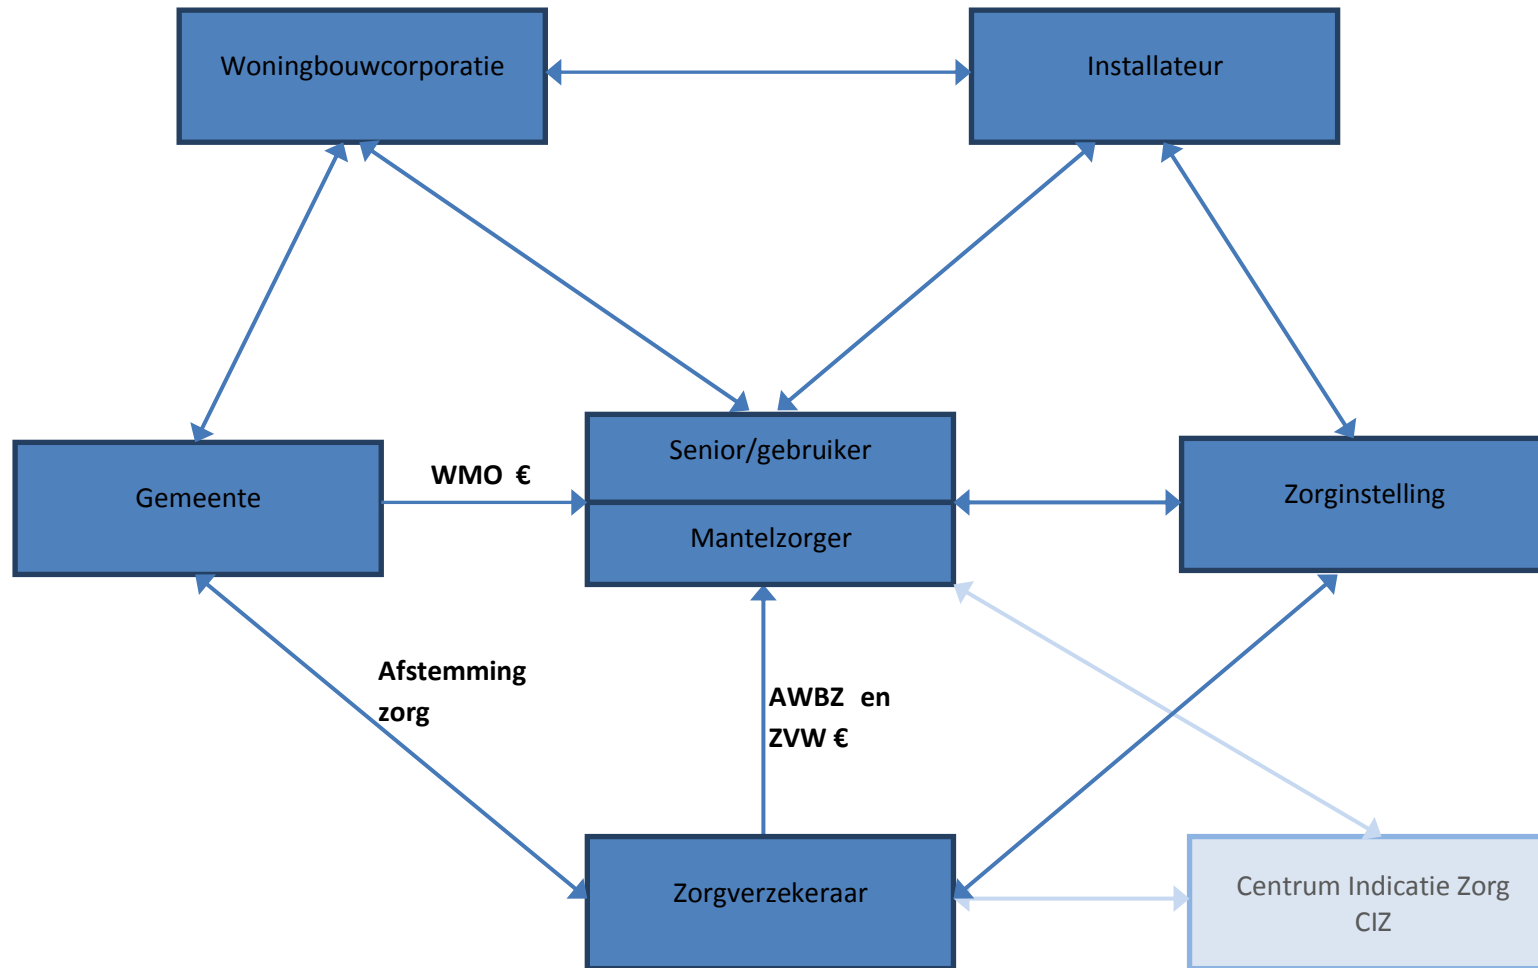 Woningbouwcorporatie
Installateur
Senior/gebruiker
WMO €
Gemeente
Zorginstelling
Mantelzorger
Afstemming
zorg
AWBZ en
ZVW €
Zorgverzekeraar
Centrum Indicatie Zorg
CIZ